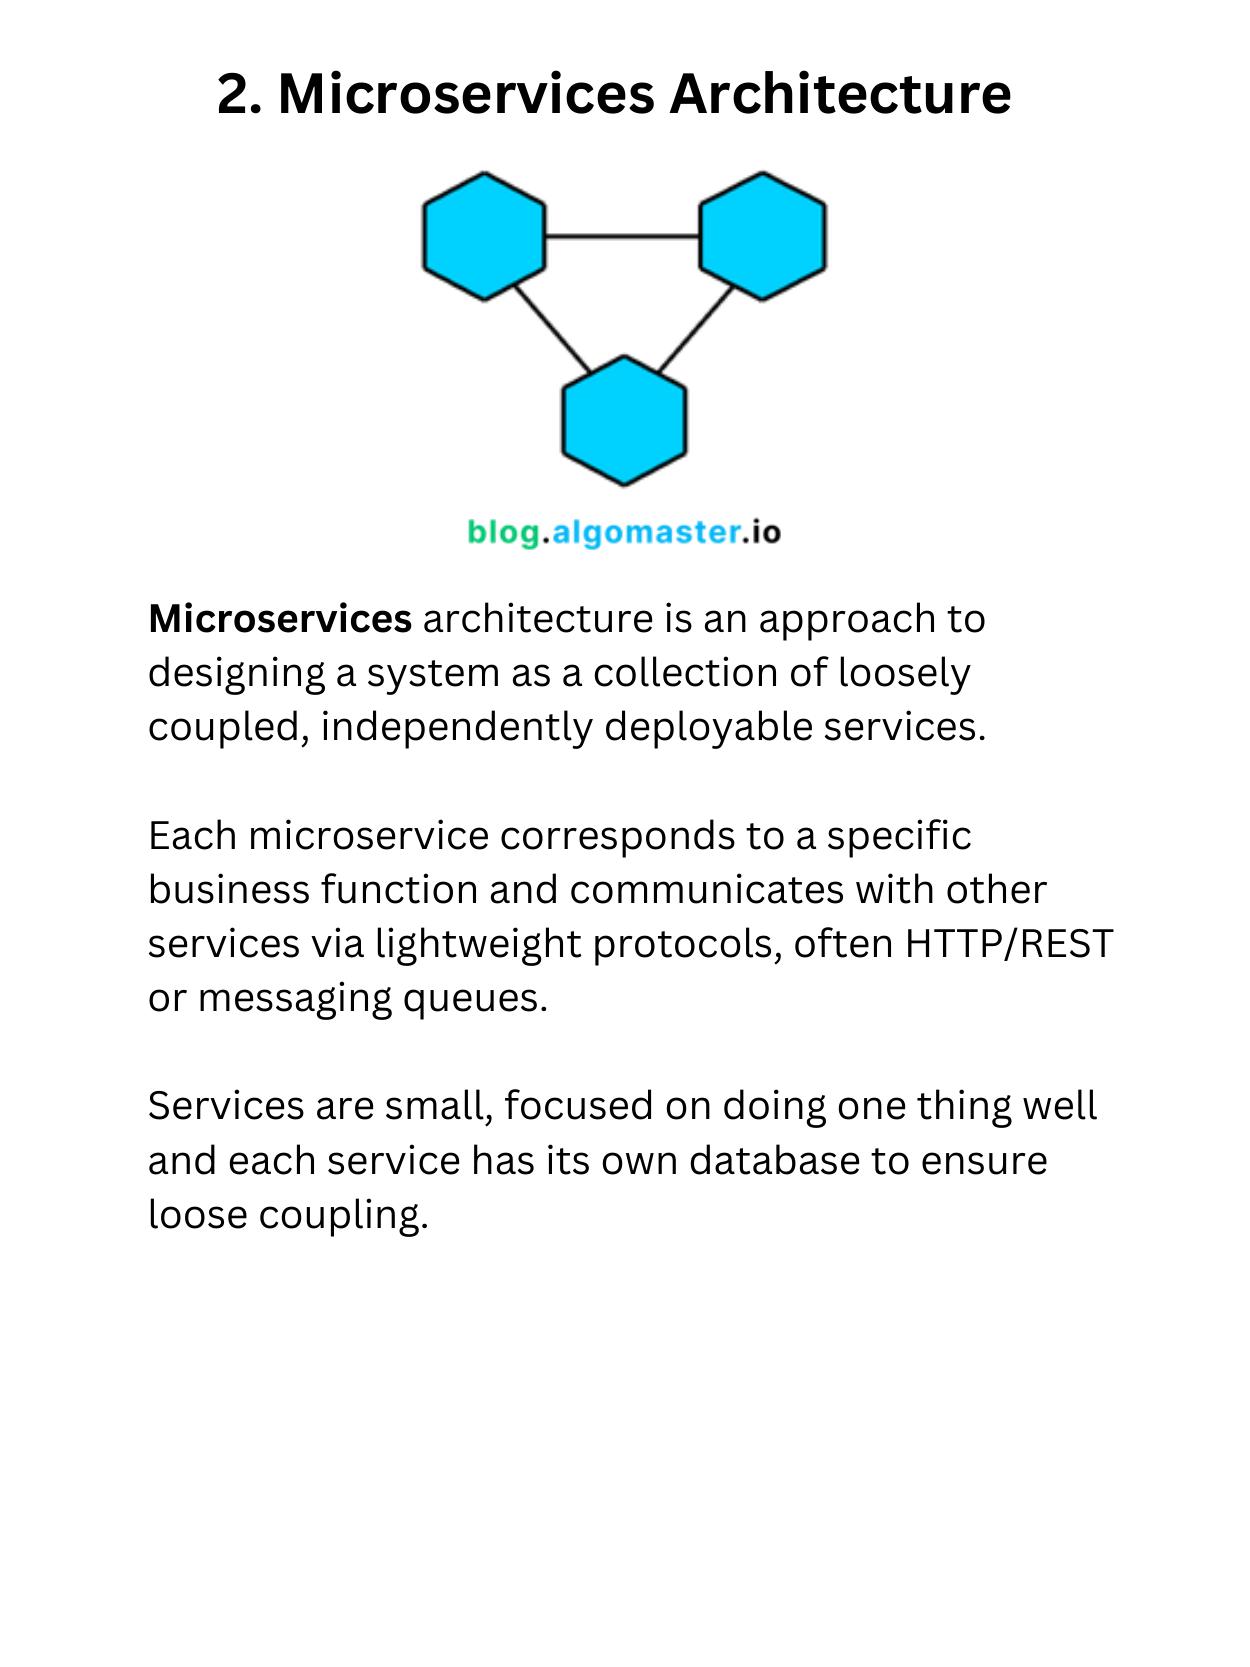 2. Microservices Architecture
blog.algomaster.io
Microservices architecture is an approach to
designing a system as a collection of loosely
coupled, independently deployable services.
Each microservice corresponds to a specific
business function and communicates with other
services via lightweight protocols, often HTTP/REST
or messaging queues.
Services are small, focused on doing one thing well
and each service has its own database to ensure
loose coupling.